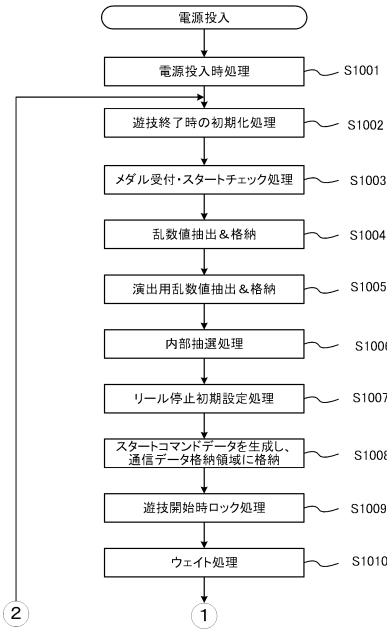 電源投入
電源投入時処理
S1001
遊技終了時の初期化処理
S1002
メダル受付・スタートチェック処理
S1003
乱数値抽出&格納
S1004
演出用乱数値抽出&格納
S1005
内部抽選処理
S1006
リール停止初期設定処理
S1007
スタートコマンドデータを生成し、
通信データ格納領域に格納
S1008
遊技開始時ロック処理
S1009
ウェイト処理
S1010
2
1